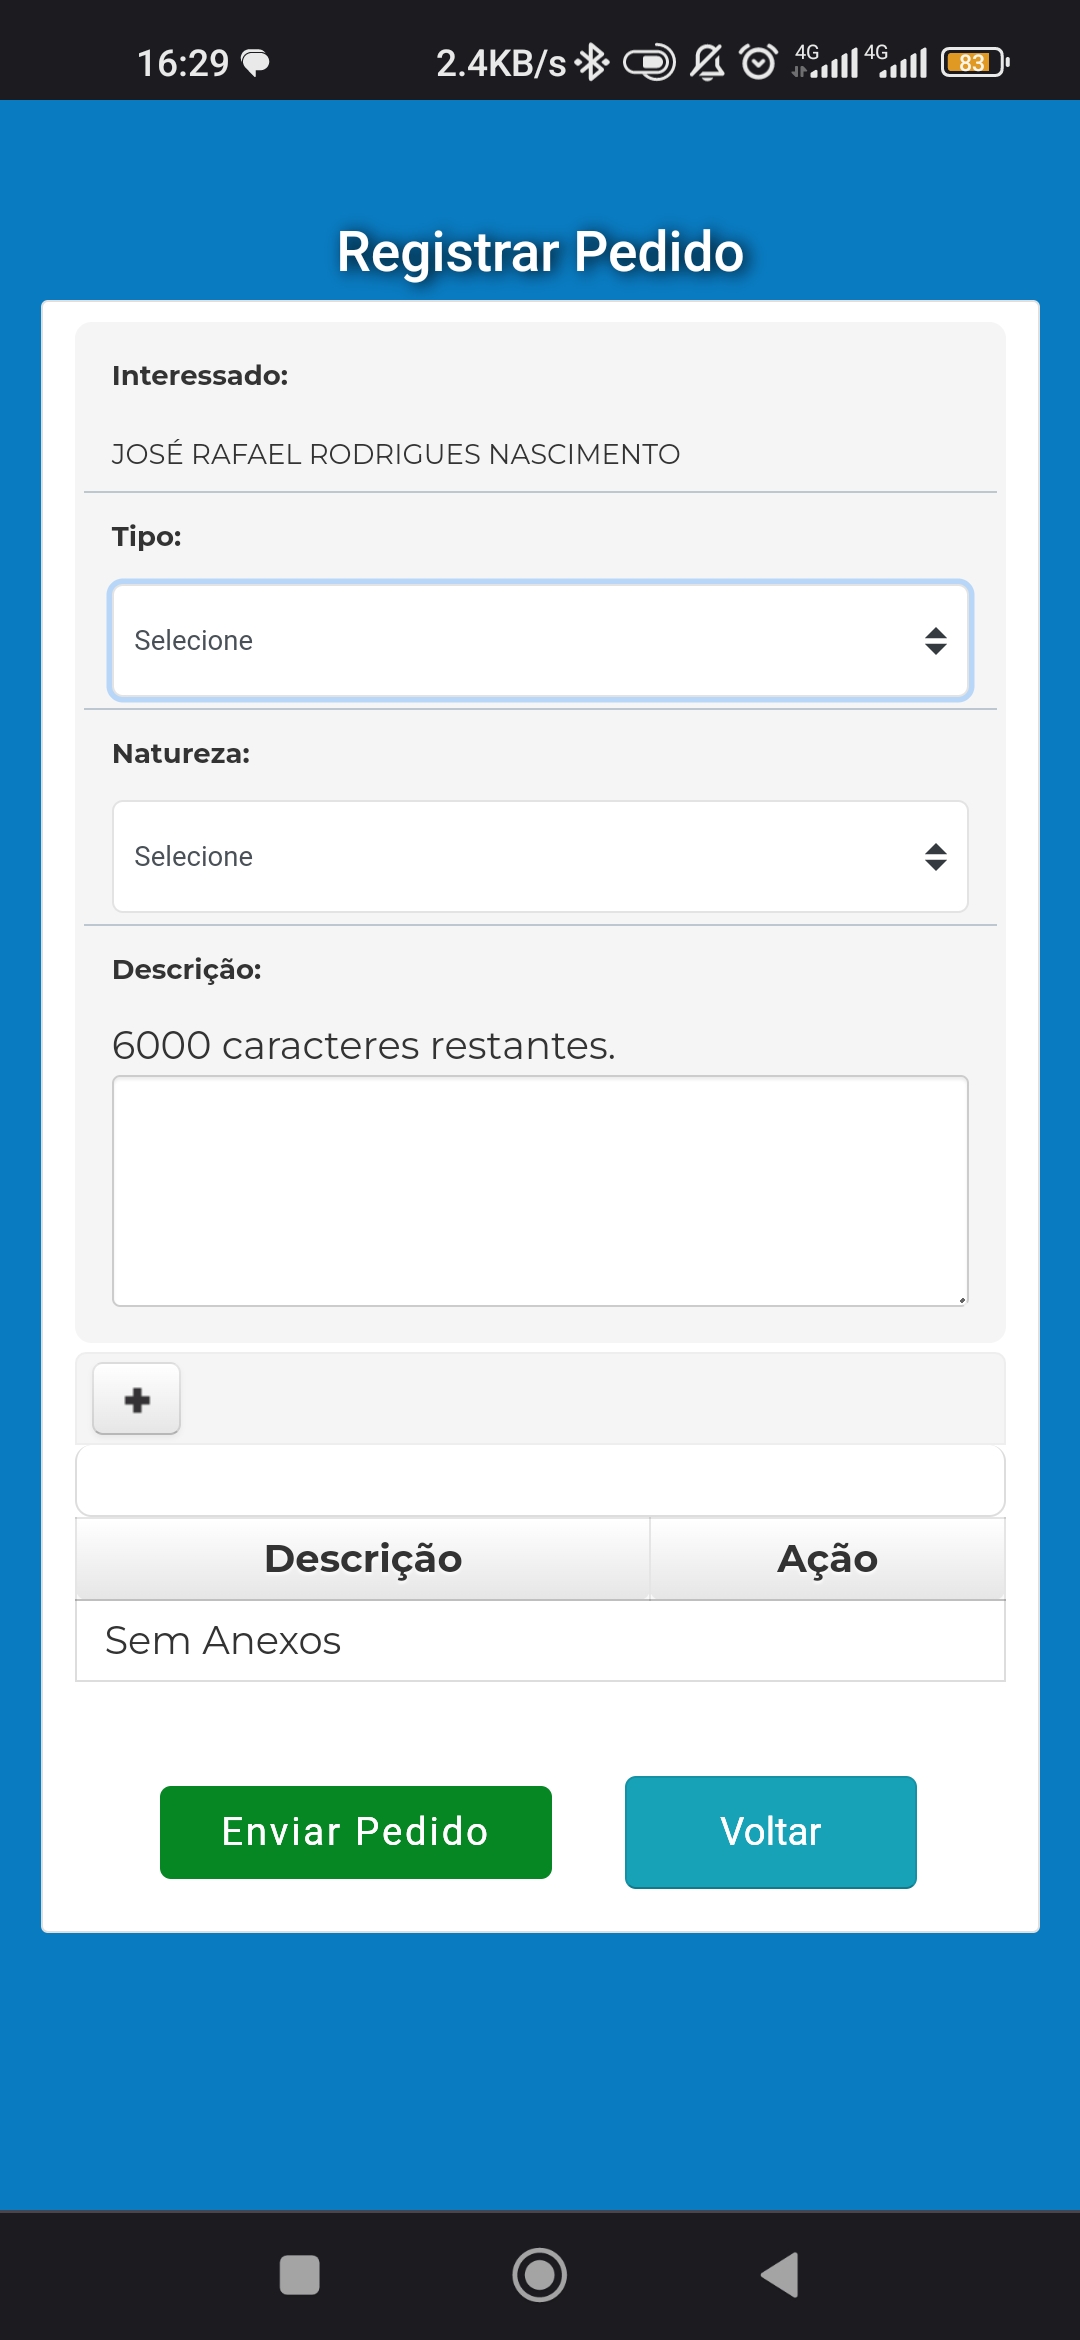 16:29 2.4KB/s 4G 4G 83
Registrar Pedido
Interessado:
JOSÉ RAFAEL RODRIGUES NASCIMENTO
Tipo:
Selecione
Natureza:
Selecione
Descrição:
6000 caracteres restantes.
Descrição Ação
Sem Anexos
Enviar Pedido Voltar